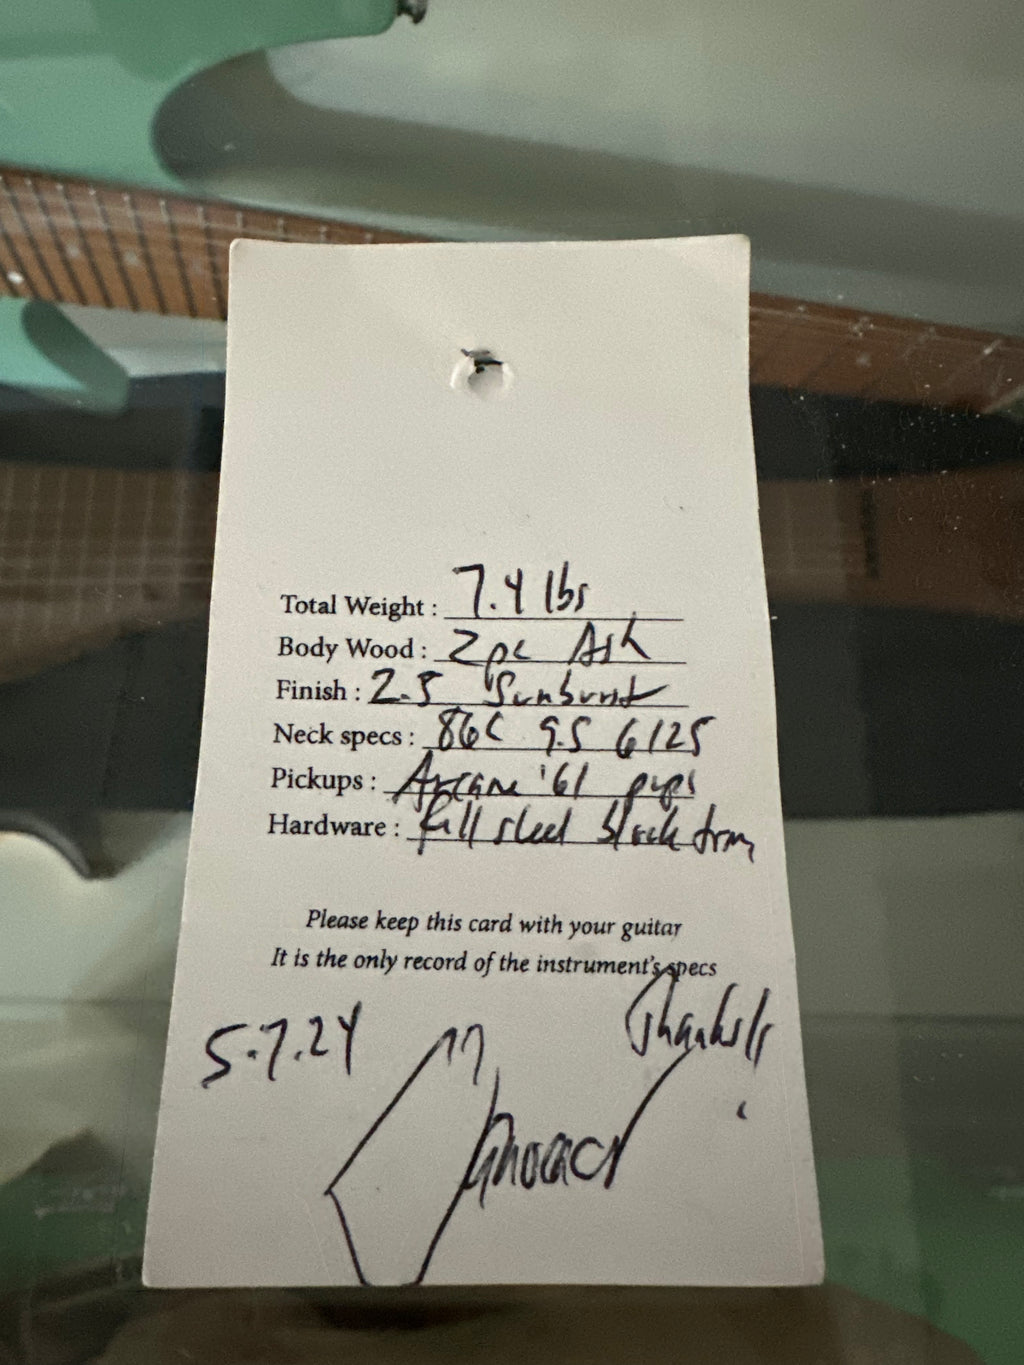 Total Weight : 7.4 lbs
Body Wood : 2 pc Ash
Finish : 2.5 Sunburst
Neck specs : 86C 9.5 6125
Pickups : Arcane '61 pups
Hardware : full steel block trem
Please keep this card with your guitar
It is the only record of the instrument's specs
Thanks!!
5.7.24